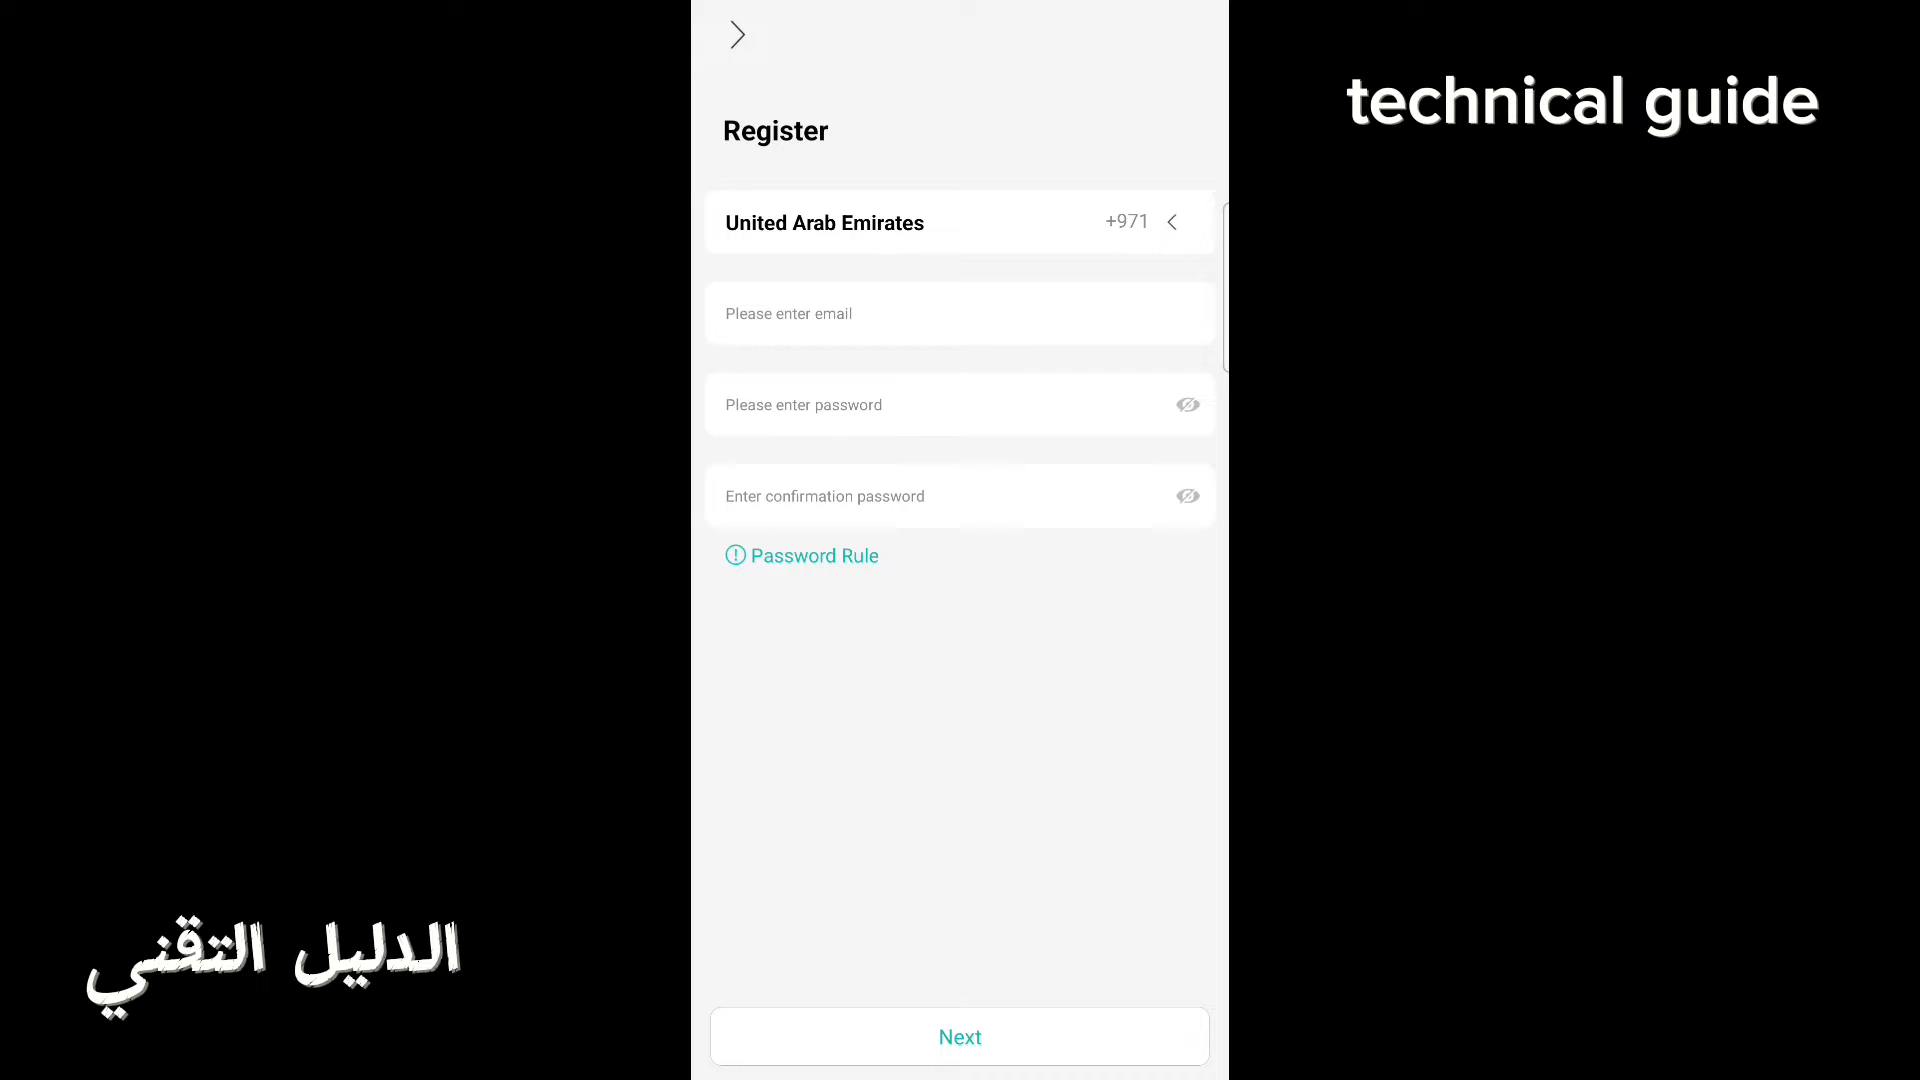 technical guide
Register
United Arab Emirates +971
Please enter email
Please enter password
Enter confirmation password
Password Rule
الدليل التقني
Next